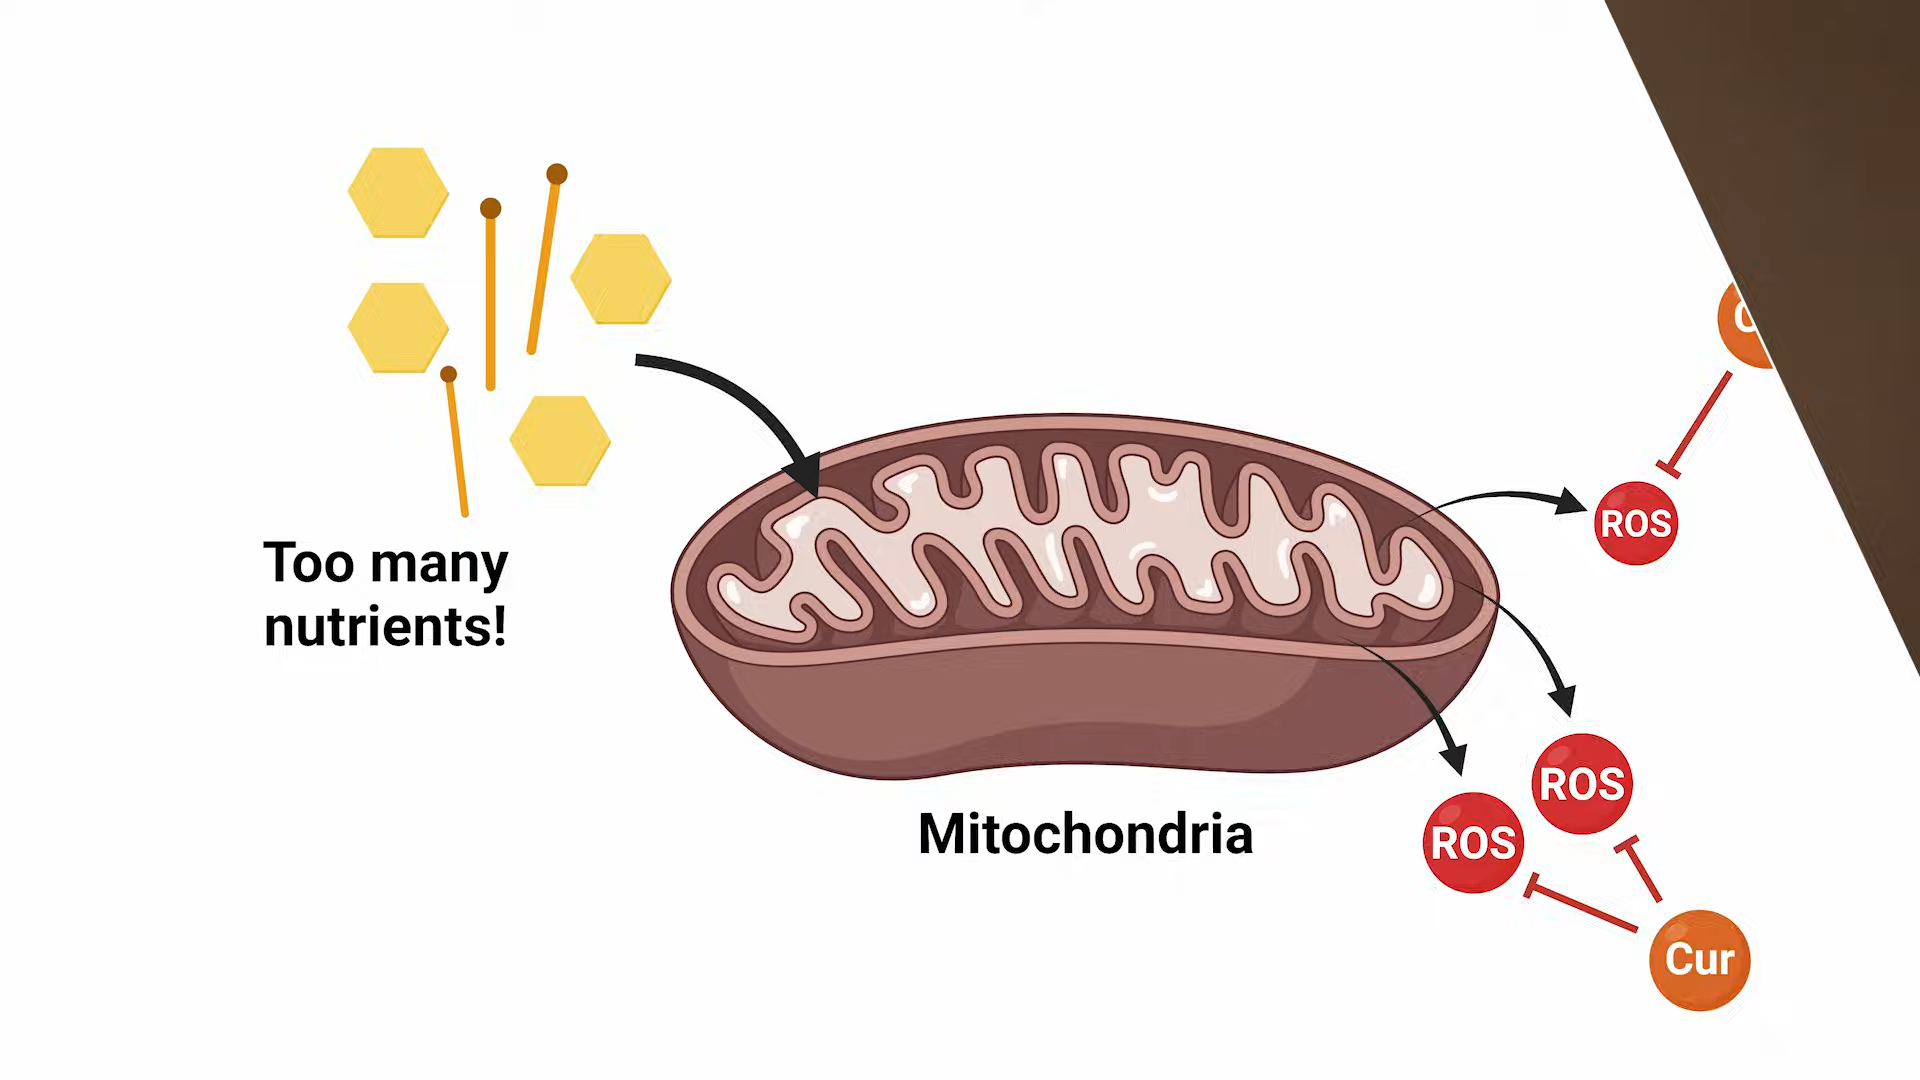 Too many
nutrients!
Mitochondria
ROS
ROS
ROS
Cur